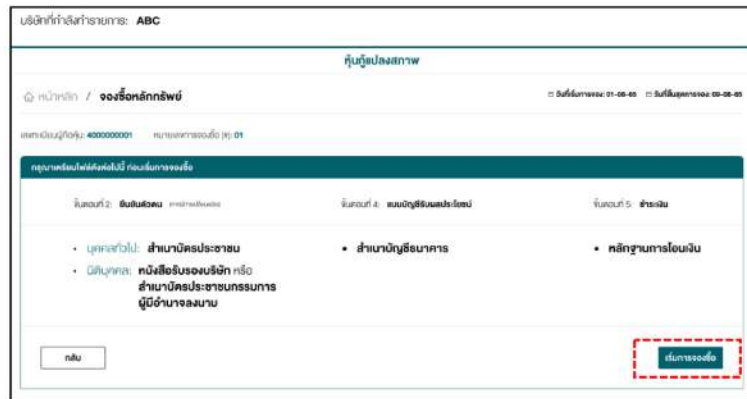 บริษัทที่กำลังทำรายการ: ABC
หุ้นกู้แปลงสภาพ
หน้าหลัก / จองซื้อหลักทรัพย์
วันที่เริ่มการจอง: 01-08-65 วันที่สิ้นสุดการจอง: 09-08-65
เลขทะเบียนผู้ถือหุ้น: 4000000001 หมายเลขการจองซื้อ (#): 01
กรุณาเตรียมไฟล์ดังต่อไปนี้ ก่อนเริ่มการจองซื้อ
ขั้นตอนที่ 2: ยืนยันตัวตน
ขั้นตอนที่ 4: แนบบัญชีรับผลประโยชน์
ขั้นตอนที่ 5: ชำระเงิน
• บุคคลทั่วไป: สำเนาบัตรประชาชน
• นิติบุคคล: หนังสือรับรองบริษัท หรือ
สำเนาบัตรประชาชนกรรมการ
ผู้มีอำนาจลงนาม
• สำเนาบัญชีธนาคาร
• หลักฐานการโอนเงิน
กลับ
เริ่มการจองซื้อ